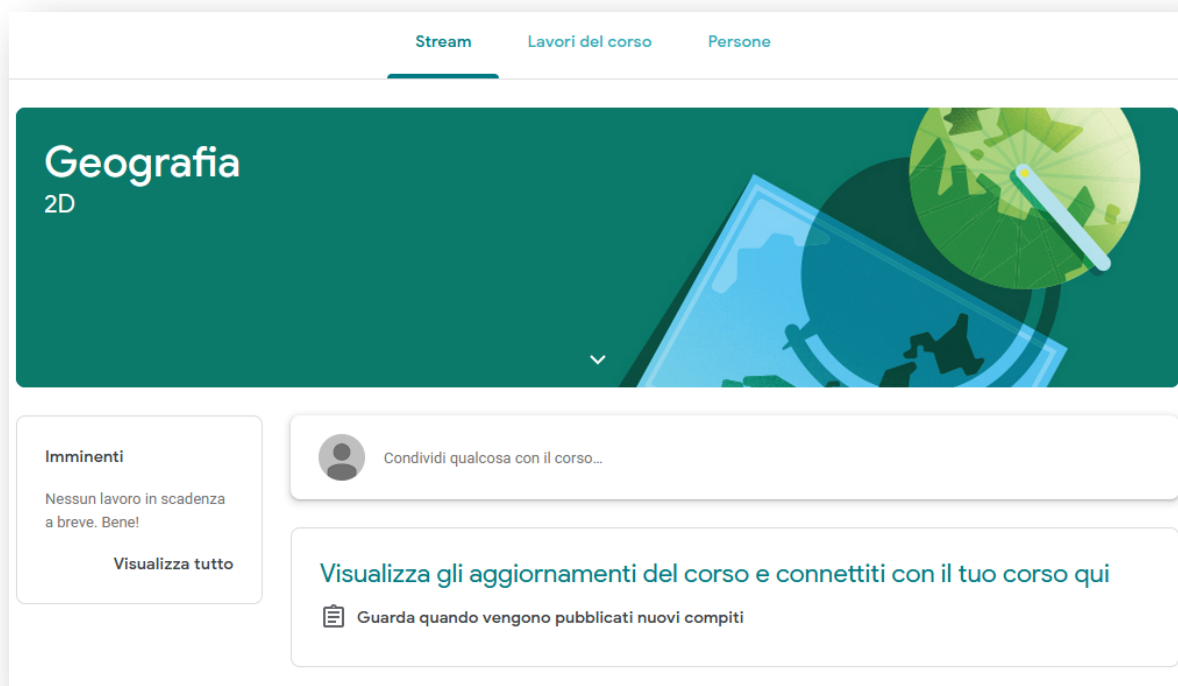 Stream
Lavori del corso
Persone
Geografia
2D
Imminenti
Nessun lavoro in scadenza
a breve. Bene!
Visualizza tutto
Condividi qualcosa con il corso…
Visualizza gli aggiornamenti del corso e connettiti con il tuo corso qui
Guarda quando vengono pubblicati nuovi compiti